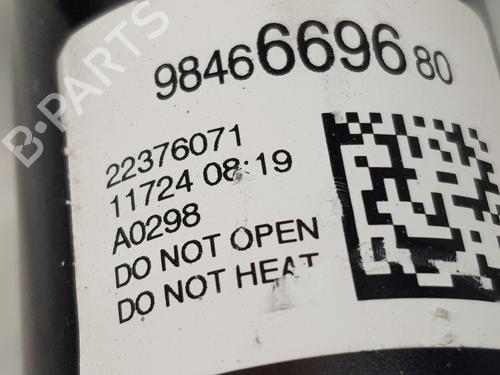 9846669680
22376071
11724 08:19
A0298
DO NOT OPEN
DO NOT HEAT
B-PARTS